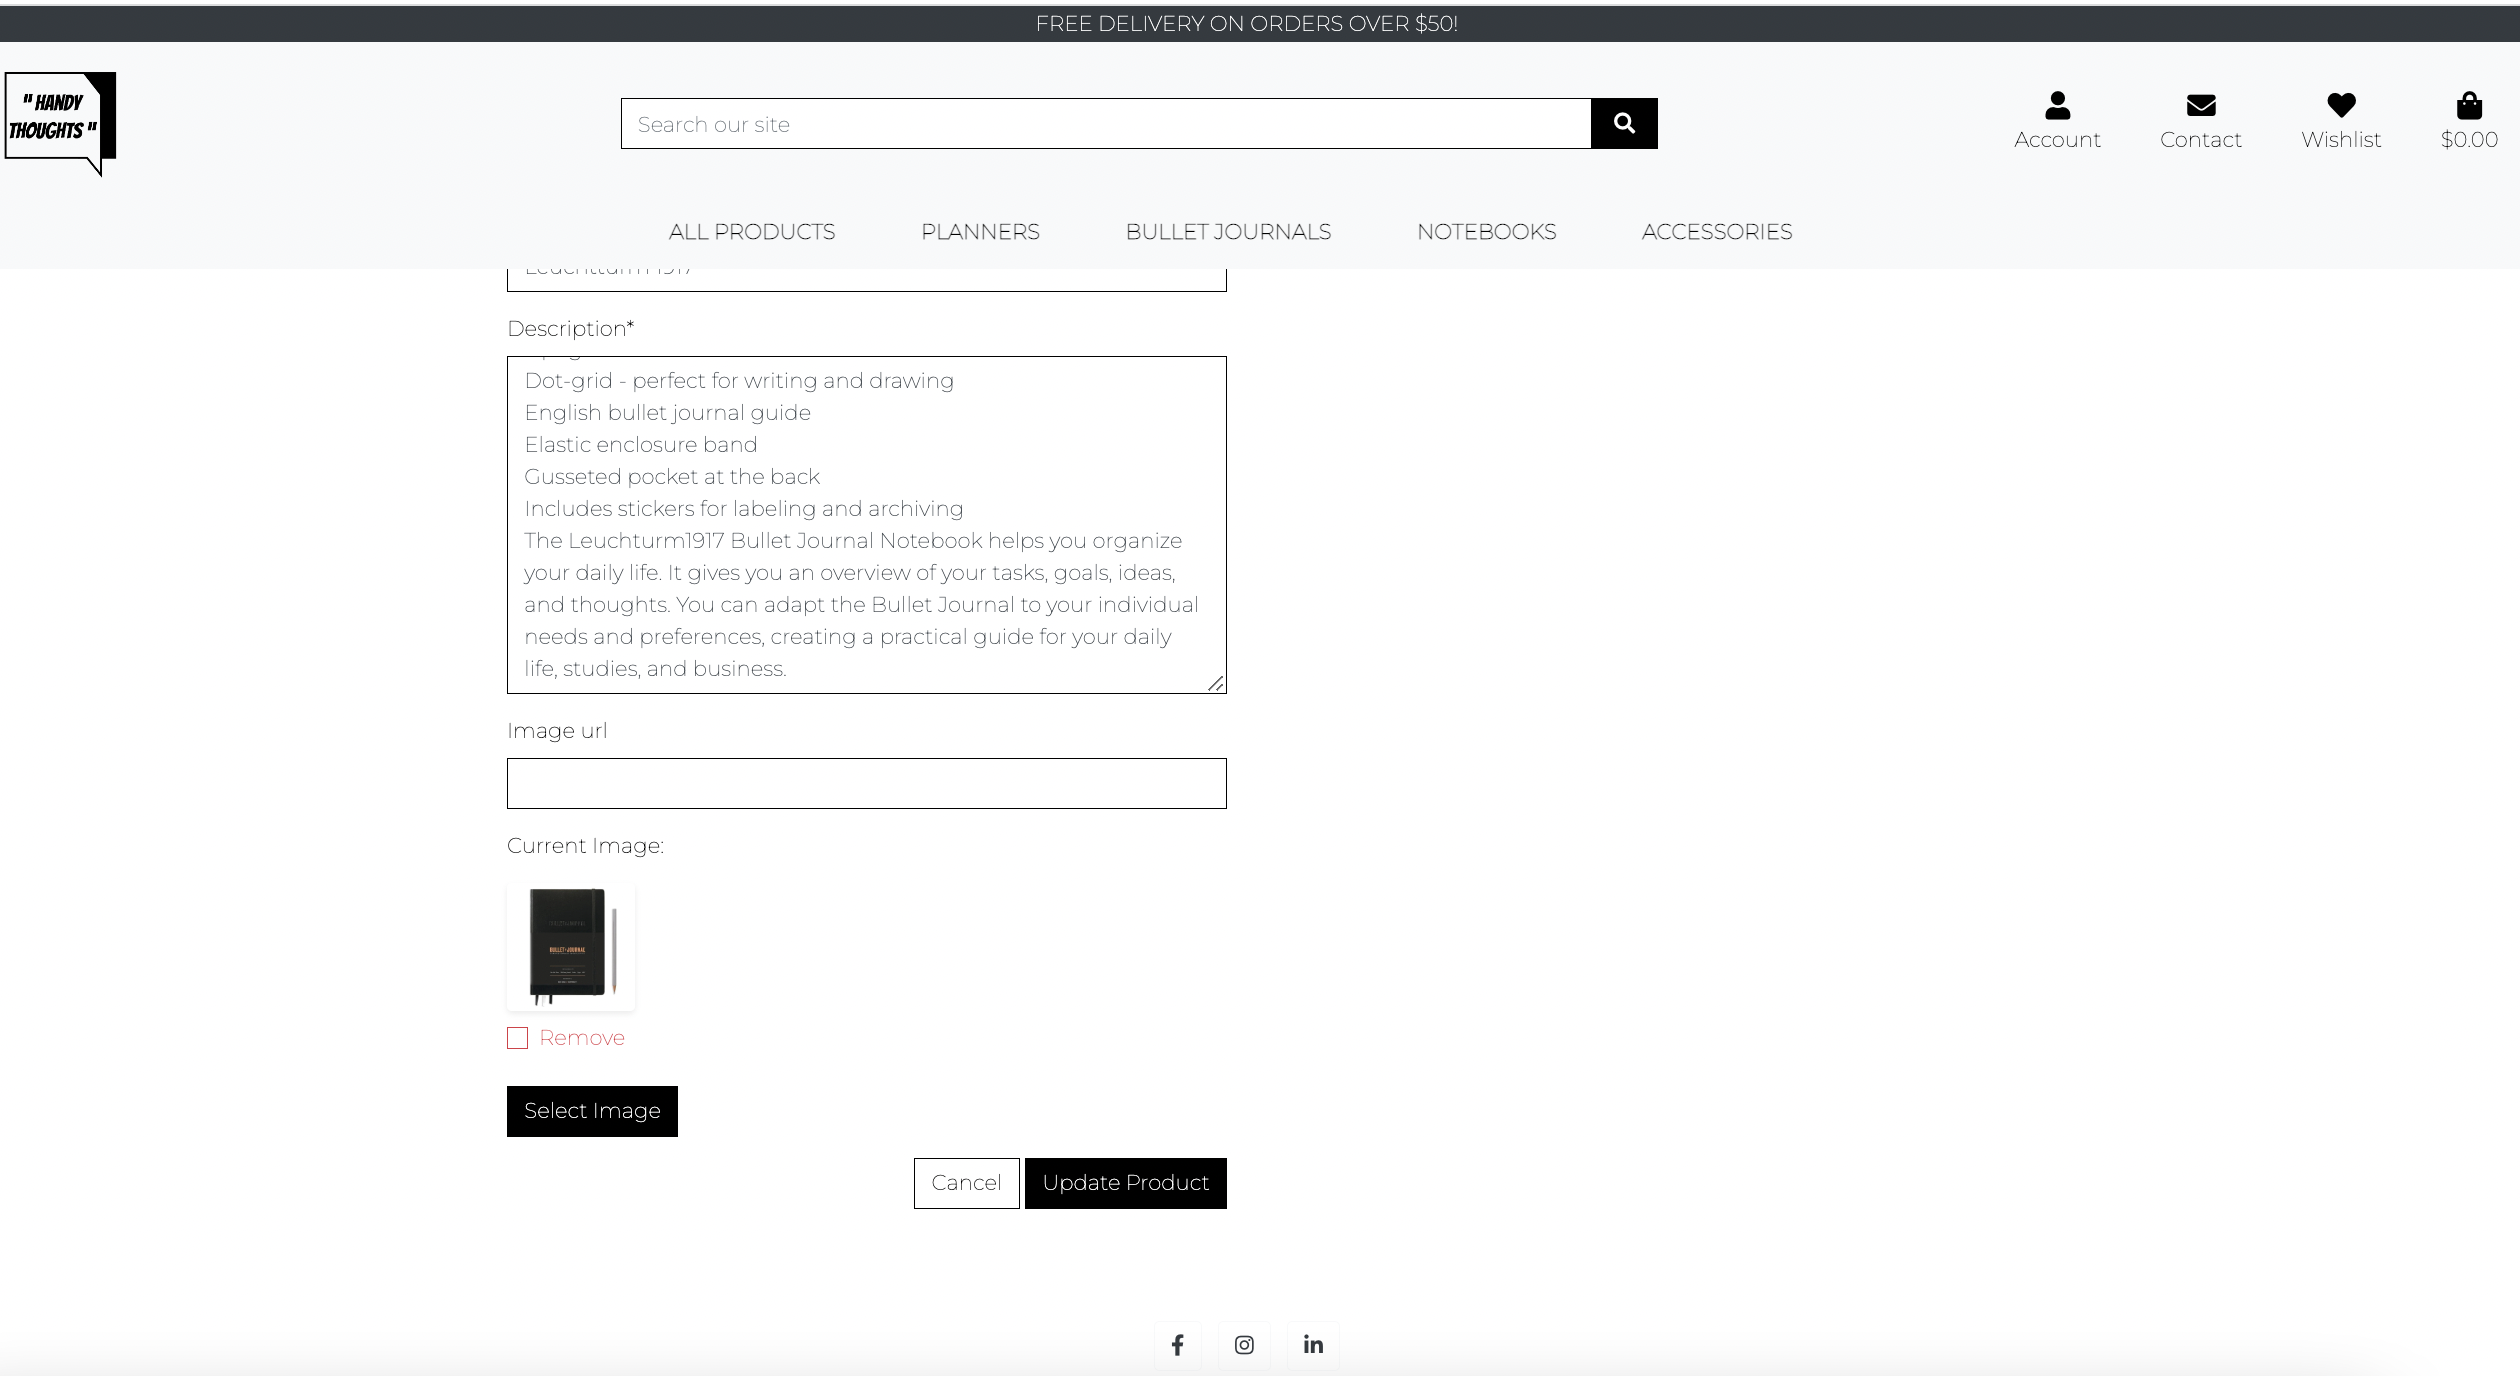 FREE DELIVERY ON ORDERS OVER $50!
" HANDY
THOUGHTS "
Search our site
Account
Contact
Wishlist
$0.00
ALL PRODUCTS
PLANNERS
BULLET JOURNALS
NOTEBOOKS
ACCESSORIES
Leuchtturm1917
Description*
Dot-grid - perfect for writing and drawing
English bullet journal guide
Elastic enclosure band
Gusseted pocket at the back
Includes stickers for labeling and archiving
The Leuchturm1917 Bullet Journal Notebook helps you organize
your daily life. It gives you an overview of your tasks, goals, ideas,
and thoughts. You can adapt the Bullet Journal to your individual
needs and preferences, creating a practical guide for your daily
life, studies, and business.
Image url
Current Image:
BULLET JOURNAL
Remove
Select Image
Cancel
Update Product